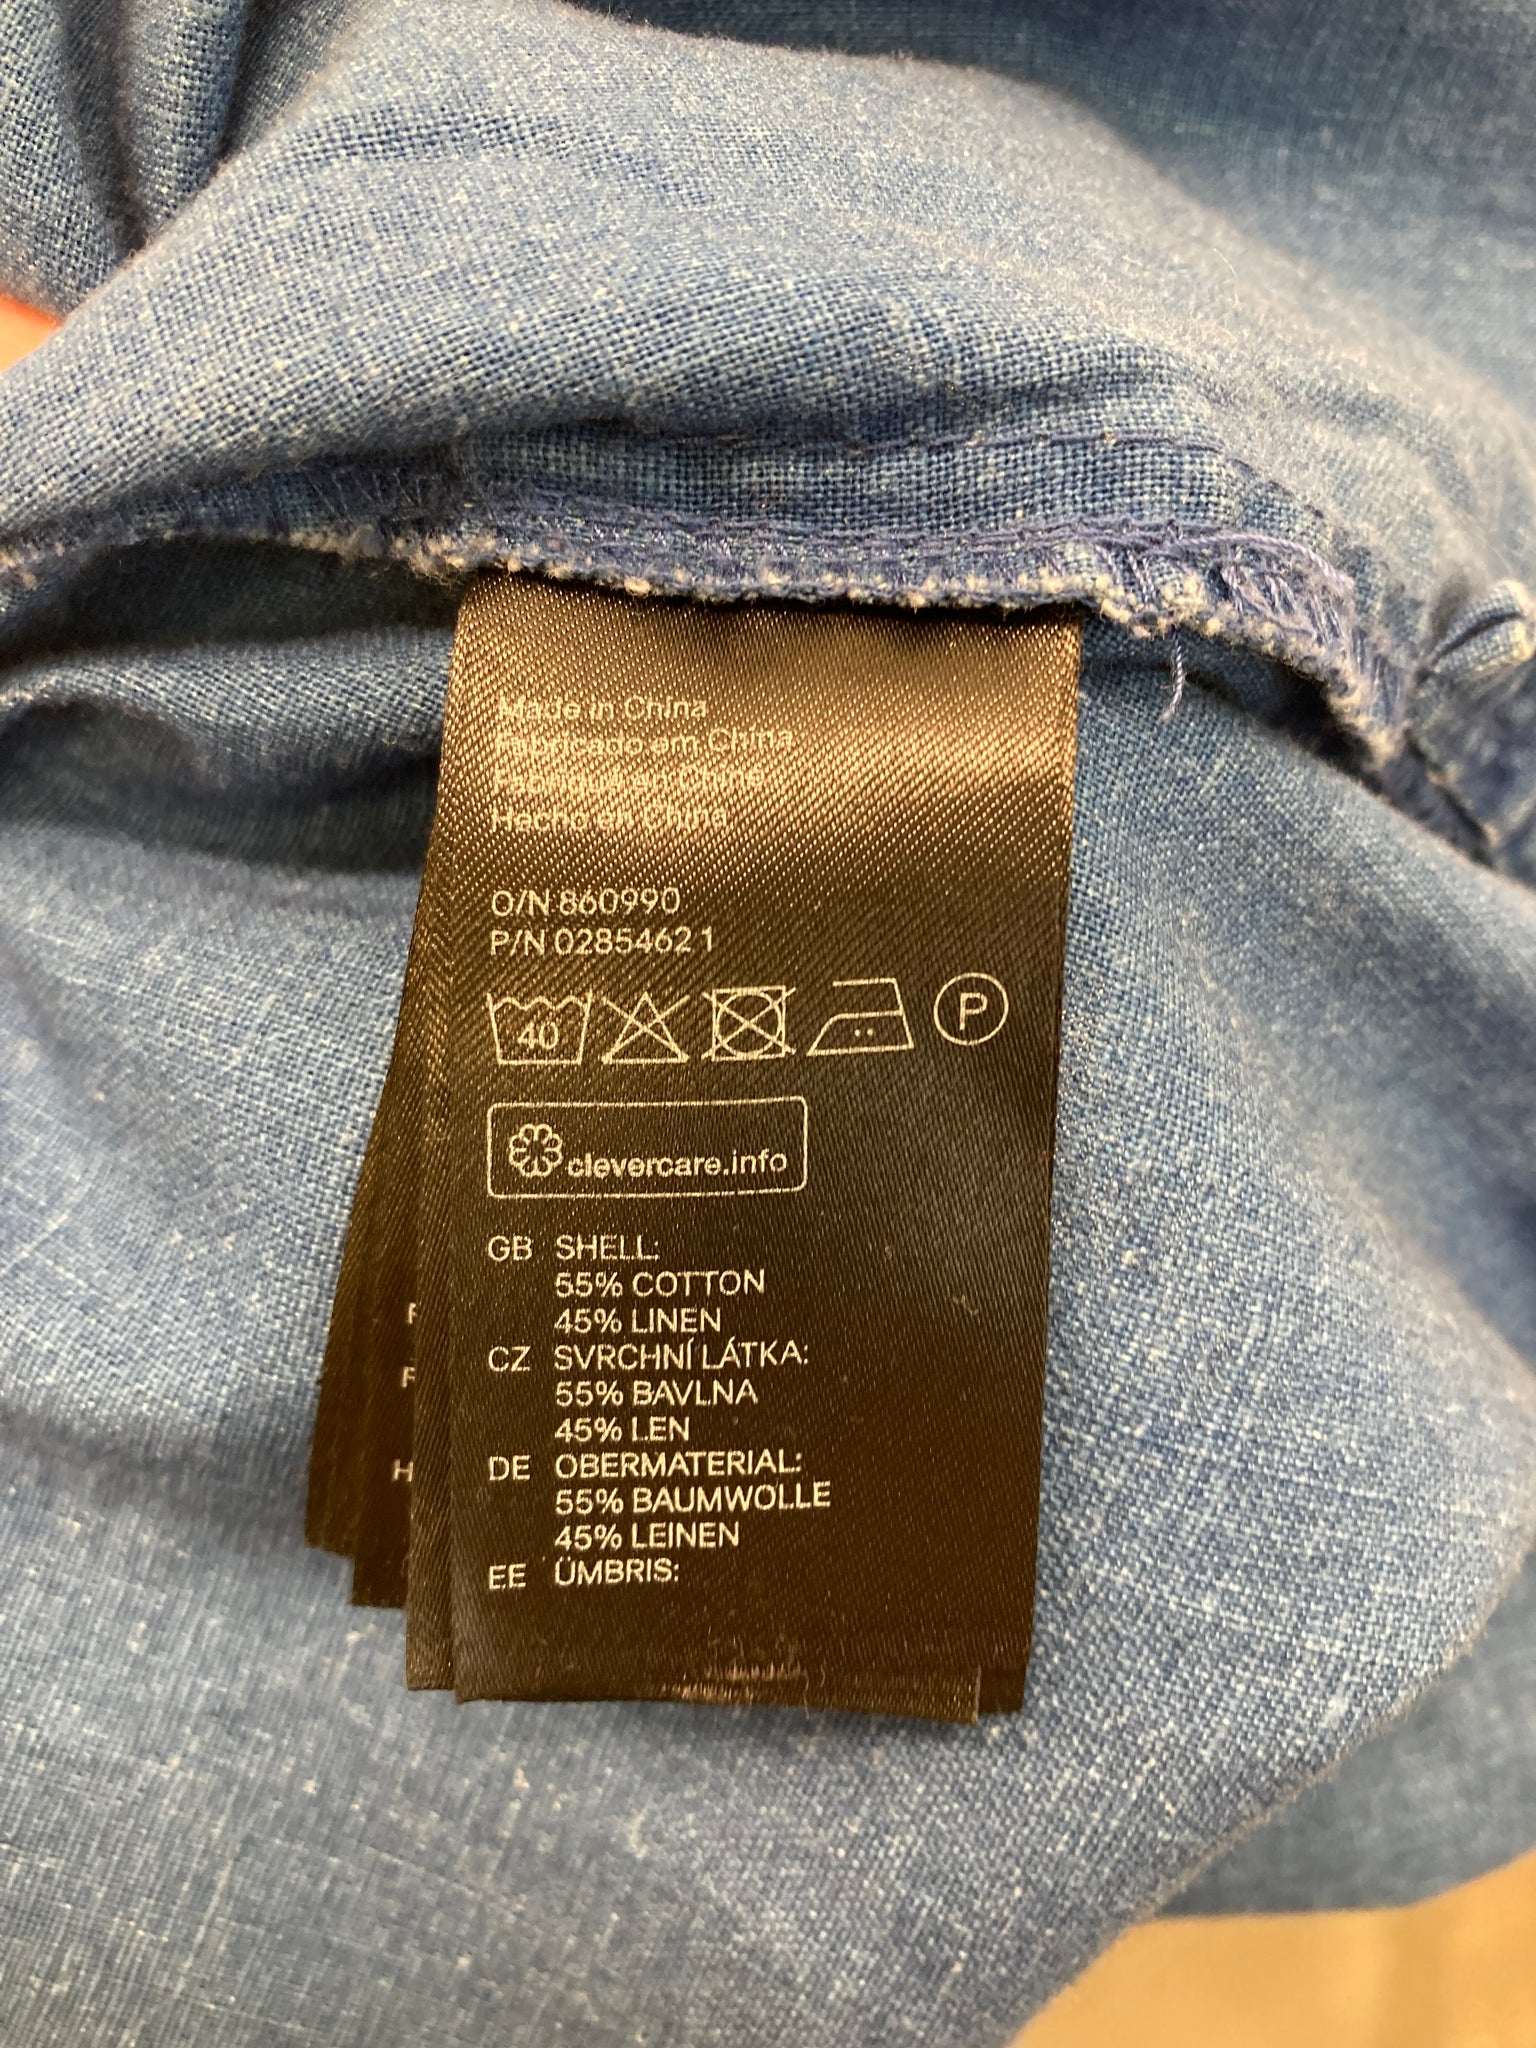 Made in China
Fabricado em China
Fabriqué en Chine
Hecho en China
O/N 860990
P/N 02854621
40
P
clevercare.info
GB SHELL:
55% COTTON
45% LINEN
CZ SVRCHNÍ LÁTKA:
55% BAVLNA
45% LEN
DE OBERMATERIAL:
55% BAUMWOLLE
45% LEINEN
EE ÜMBRIS: